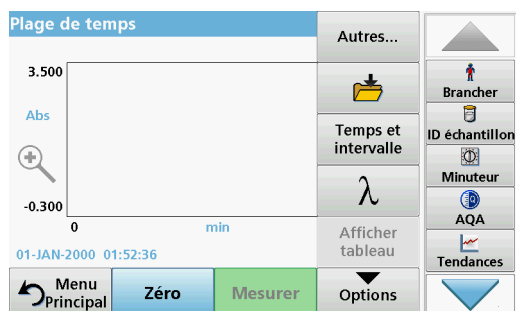 Plage de temps
3.500
Abs
-0.300
0
min
01-JAN-2000 01:52:36
Autres...
Temps et
intervalle
λ
Afficher
tableau
Menu
Principal
Zéro
Mesurer
Options
Brancher
ID échantillon
Minuteur
AQA
Tendances